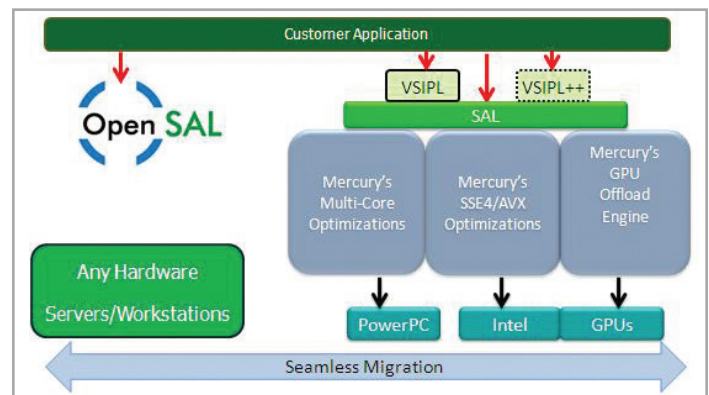 Customer Application
VSIPL
VSIPL++
Open SAL
SAL
Mercury's
Multi-Core
Optimizations
Mercury's
SSE4/AVX
Optimizations
Mercury's
GPU
Offload
Engine
Any Hardware
Servers/Workstations
PowerPC
Intel
GPUs
Seamless Migration